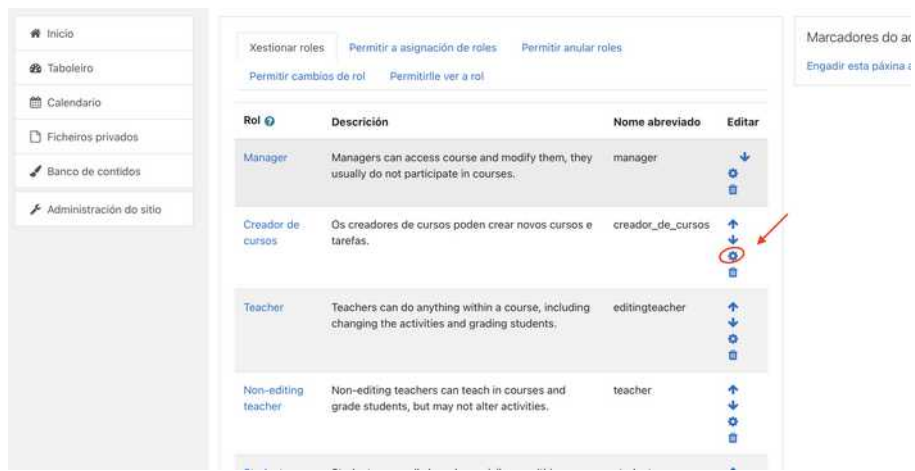 Inicio
Taboleiro
Calendario
Ficheiros privados
Banco de contidos
Administración do sitio
Xestionar roles
Permitir a asignación de roles
Permitir anular roles
Permitir cambios de rol
Permitirlle ver a rol
Rol
Descrición
Nome abreviado
Editar
Manager
Managers can access course and modify them, they
usually do not participate in courses.
manager
Creador de
cursos
Os creadores de cursos poden crear novos cursos e
tarefas.
creador_de_cursos
Teacher
Teachers can do anything within a course, including
changing the activities and grading students.
editingteacher
Non-editing
teacher
Non-editing teachers can teach in courses and
grade students, but may not alter activities.
teacher
Marcadores do
Engadir esta páxina